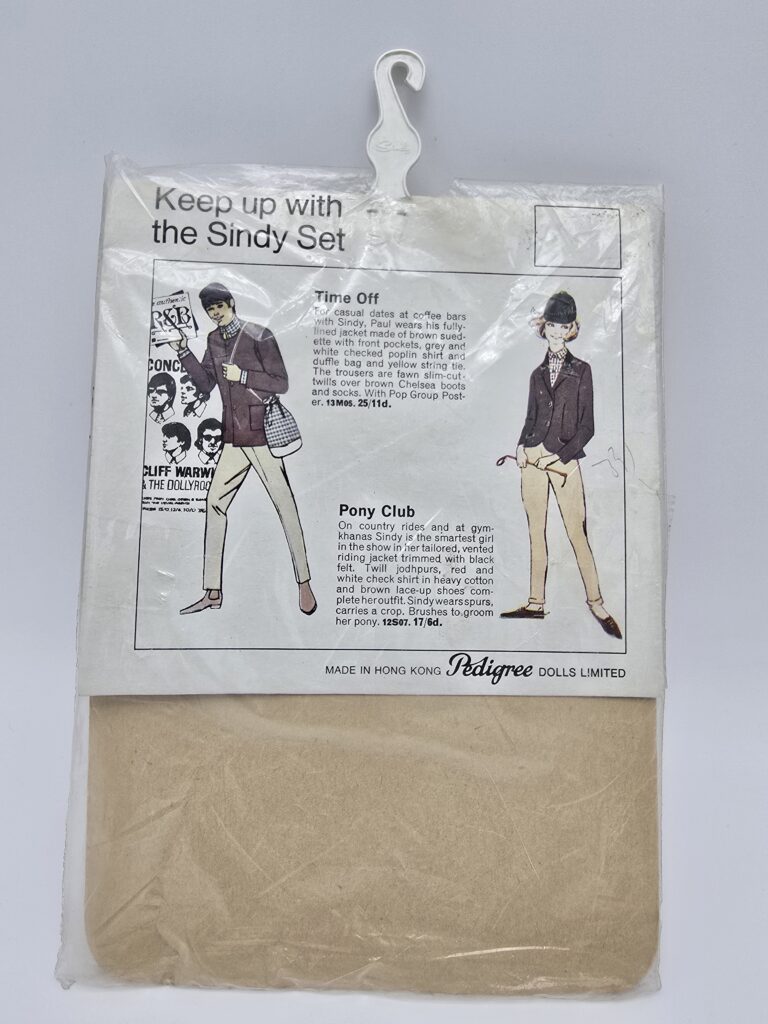 Sindy
Keep up with
the Sindy Set
Time Off
For casual dates at coffee bars
with Sindy, Paul wears his fully-
lined jacket made of brown sued-
ette with front pockets, grey and
white checked poplin shirt and
duffle bag and yellow string tie.
The trousers are fawn slim-cut
twills over brown Chelsea boots
and socks. With Pop Group Post-
er. 13M05. 25/11d.
R&B
CONC
CLIFF WARW
& THE DOLLYROO
Pony Club
On country rides and at gym-
khanas Sindy is the smartest girl
in the show in her tailored, vented
riding jacket trimmed with black
felt. Twill jodhpurs, red and
white check shirt in heavy cotton
and brown lace-up shoes com-
plete her outfit. Sindy wears spurs,
carries a crop. Brushes to groom
her pony. 12S07. 17/6d.
MADE IN HONG KONG Pedigree DOLLS LIMITED